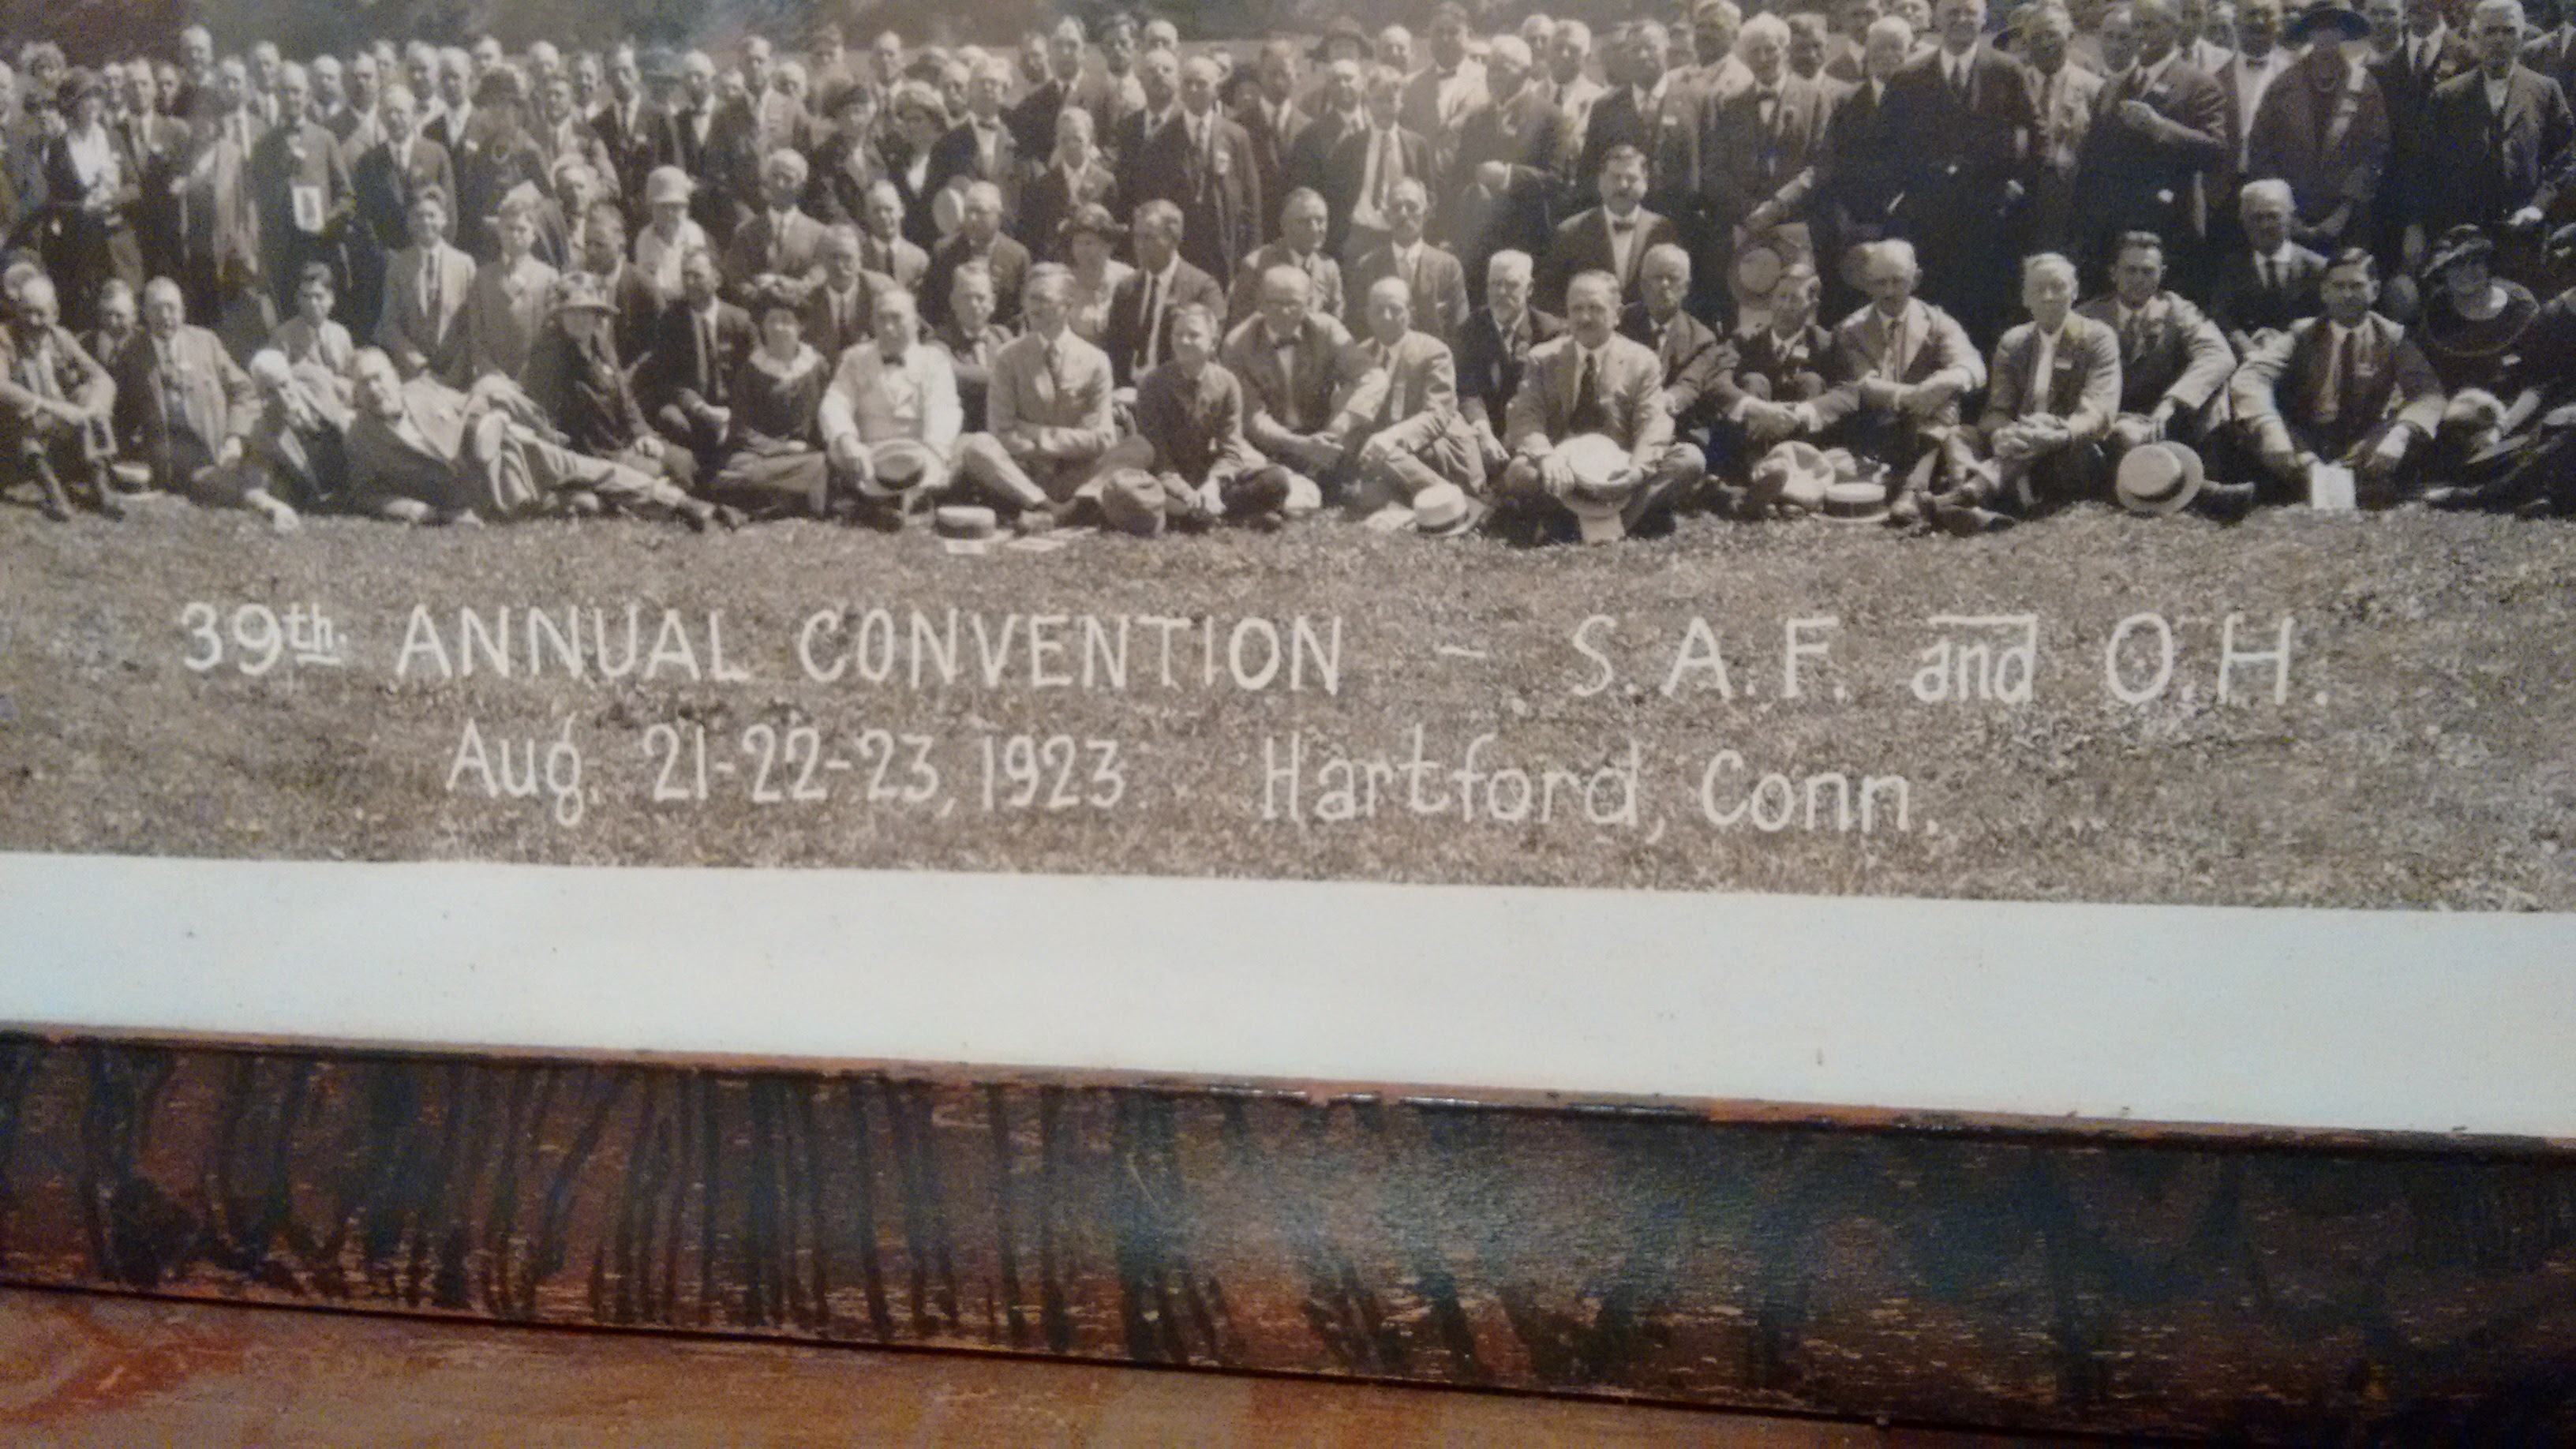 39th. ANNUAL CONVENTION - S.A.F. and O.H.
Aug. 21-22-23, 1923. Hartford, Conn.